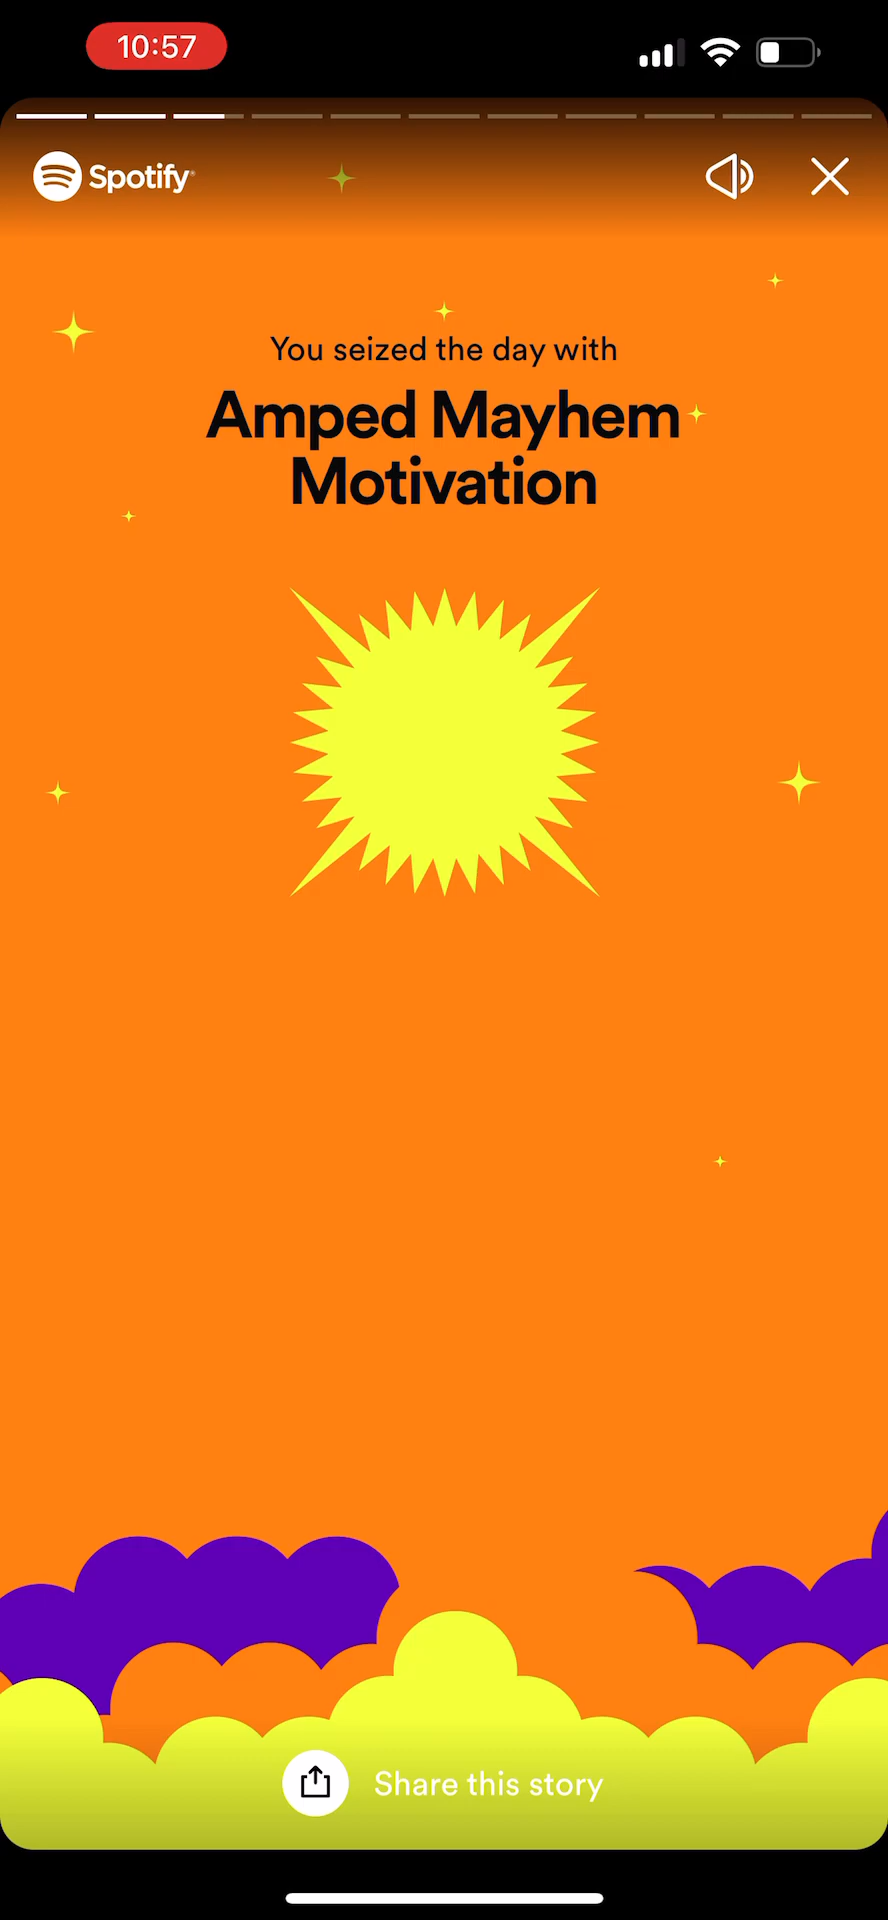 10:57
Spotify
You seized the day with
Amped Mayhem
Motivation
Share this story